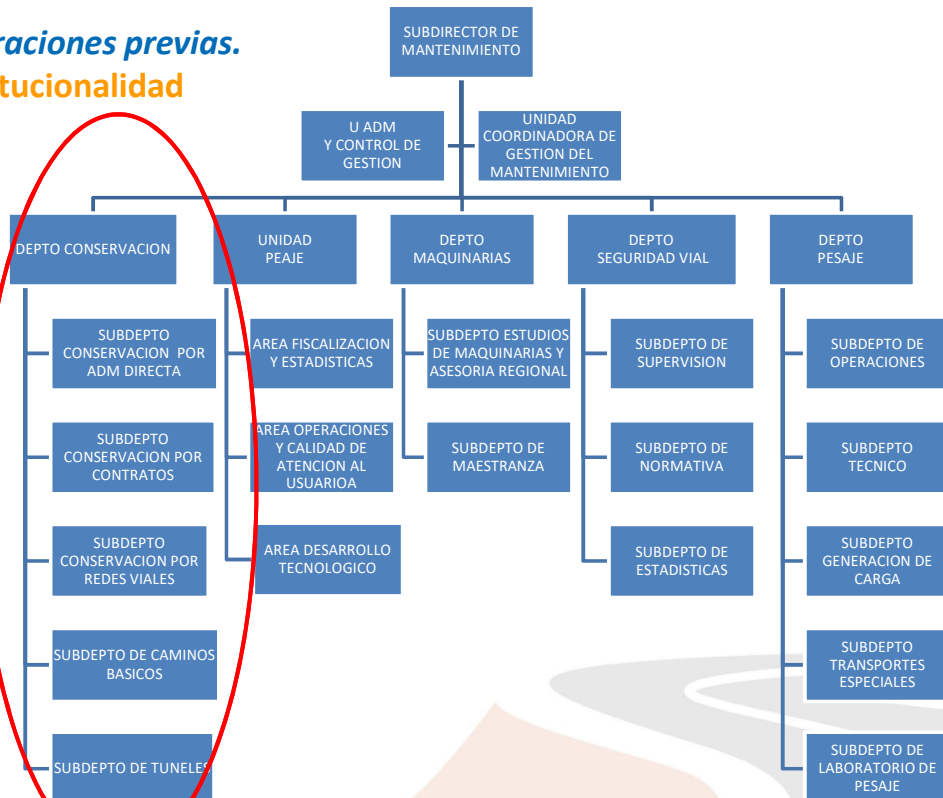 raciones previas.
itucionalidad
SUBDIRECTOR DE
MANTENIMIENTO
U ADM
Y CONTROL DE
GESTION
UNIDAD
COORDINADORA DE
GESTION DEL
MANTENIMIENTO
DEPTO CONSERVACION
SUBDEPTO
CONSERVACION POR
ADM DIRECTA
SUBDEPTO
CONSERVACION POR
CONTRATOS
SUBDEPTO
CONSERVACION POR
REDES VIALES
SUBDEPTO DE CAMINOS
BASICOS
SUBDEPTO DE TUNELES
UNIDAD
PEAJE
AREA FISCALIZACION
Y ESTADISTICAS
AREA OPERACIONES
Y CALIDAD DE
ATENCION AL
USUARIOA
AREA DESARROLLO
TECNOLOGICO
DEPTO
MAQUINARIAS
SUBDEPTO ESTUDIOS
DE MAQUINARIAS Y
ASESORIA REGIONAL
SUBDEPTO DE
MAESTRANZA
DEPTO
SEGURIDAD VIAL
SUBDEPTO DE
SUPERVISION
SUBDEPTO DE
NORMATIVA
SUBDEPTO DE
ESTADISTICAS
DEPTO
PESAJE
SUBDEPTO DE
OPERACIONES
SUBDEPTO
TECNICO
SUBDEPTO
GENERACION DE
CARGA
SUBDEPTO
TRANSPORTES
ESPECIALES
SUBDEPTO DE
LABORATORIO DE
PESAJE